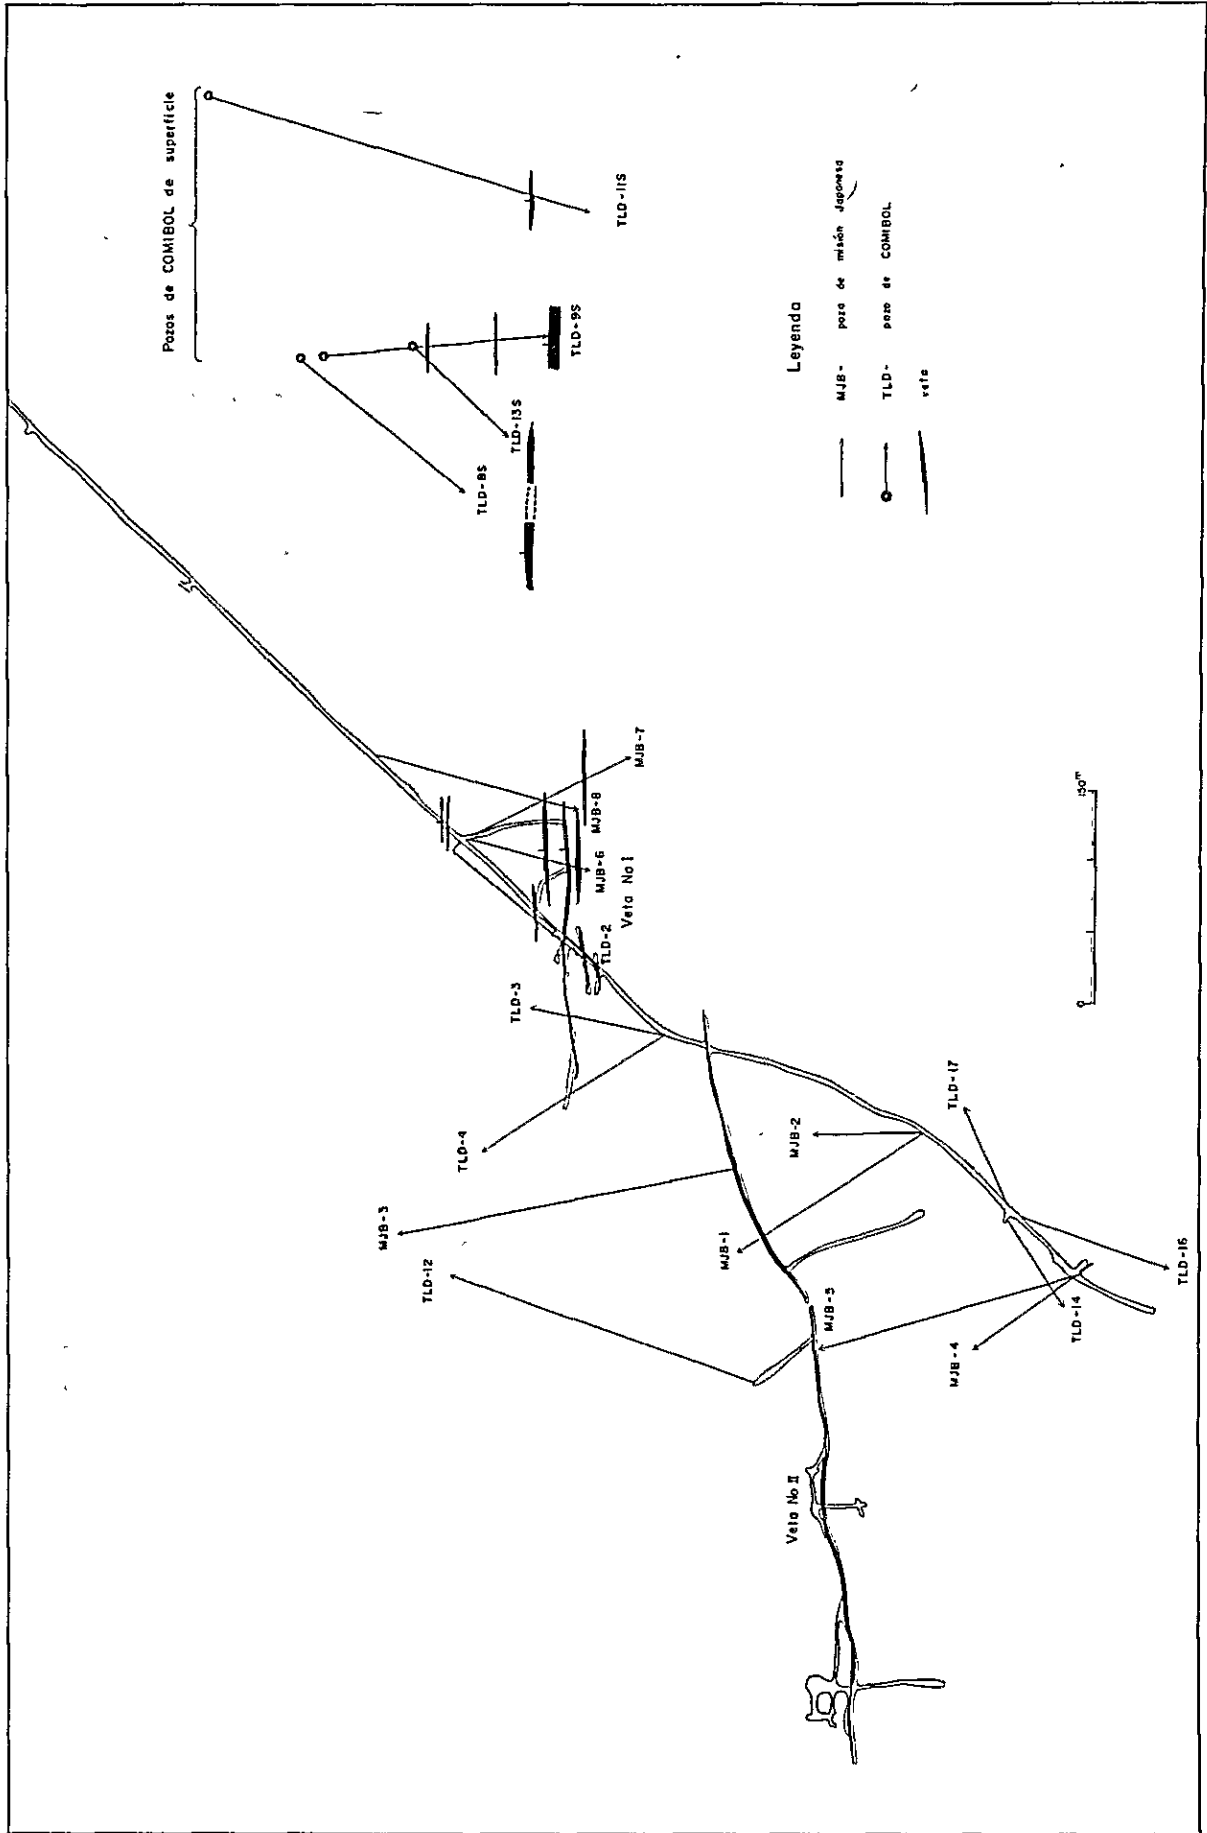 Pozos de COMIBOL de superficie
TLD-11S
TLD-9S
TLD-13S
TLD-8S
Leyenda
MJB- pozo de misión Japonesa
TLD- pozo de COMIBOL
veta
MJB-7
MJB-8
MJB-6
Veta No I
TLD-2
TLD-3
TLD-4
MJB-3
TLD-12
MJB-2
MJB-1
TLD-17
TLD-16
TLD-14
MJB-4
MJB-5
Veta No II
0 150m